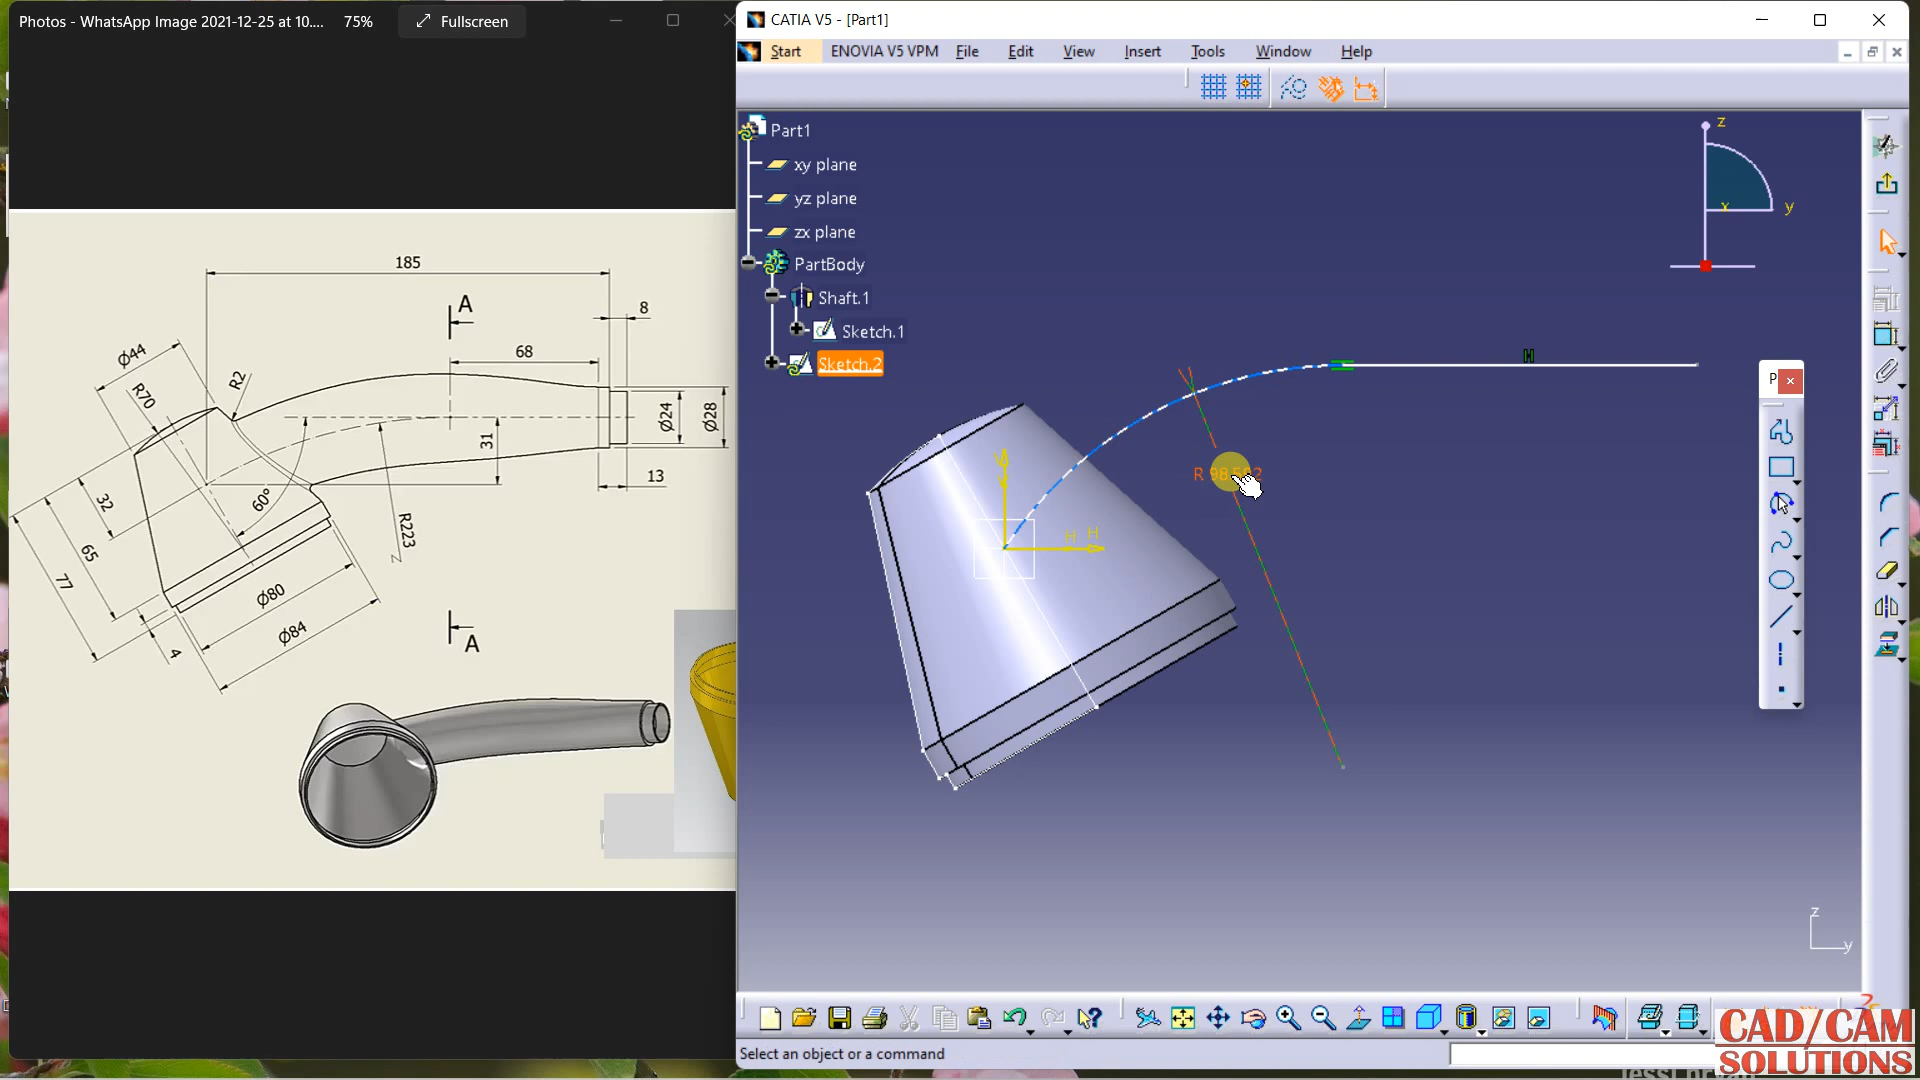 Photos - WhatsApp Image 2021-12-25 at 10....
75%
Fullscreen
CATIA V5 - [Part1]
Start
ENOVIA V5 VPM
File
Edit
View
Insert
Tools
Window
Help
Part1
xy plane
yz plane
zx plane
PartBody
Shaft.1
Sketch.1
Sketch.2
z
x
y
H
H
H
V
P...
185
A
8
68
Ø44
R70
R2
31
Ø24
Ø28
13
60°
R223
32
65
77
Ø80
Ø84
4
A
z
y
Select an object or a command
CAD/CAM
SOLUTIONS